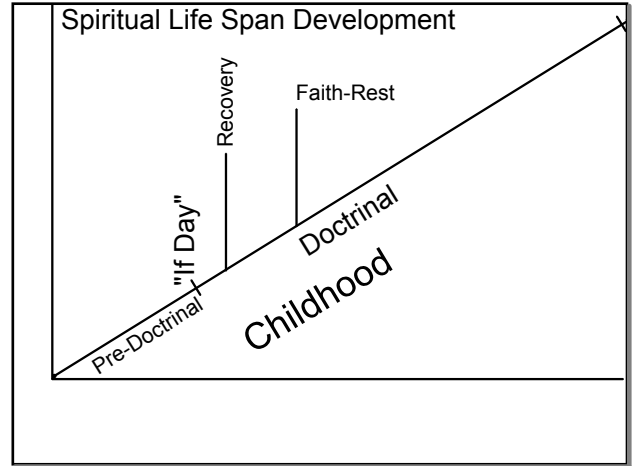 Spiritual Life Span Development
Recovery
Faith-Rest
"If Day"
Doctrinal
Pre-Doctrinal
Childhood